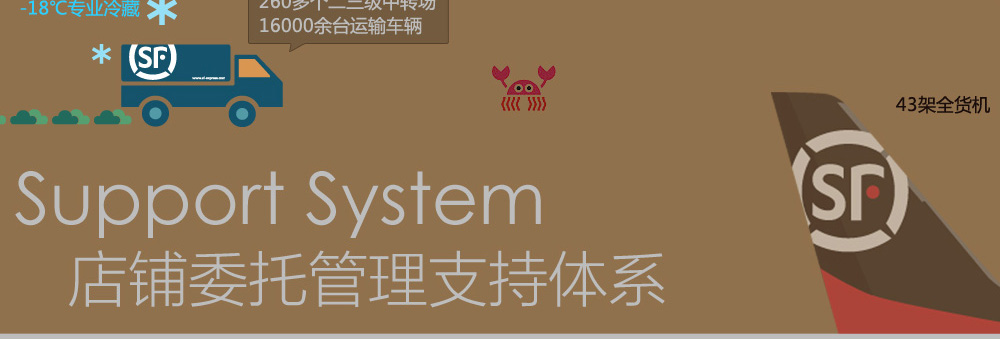 -18℃专业冷藏
260多个二三级中转场
16000余台运输车辆
SF
www.sf-express.com
43架全货机
SF
Support System
店铺委托管理支持体系